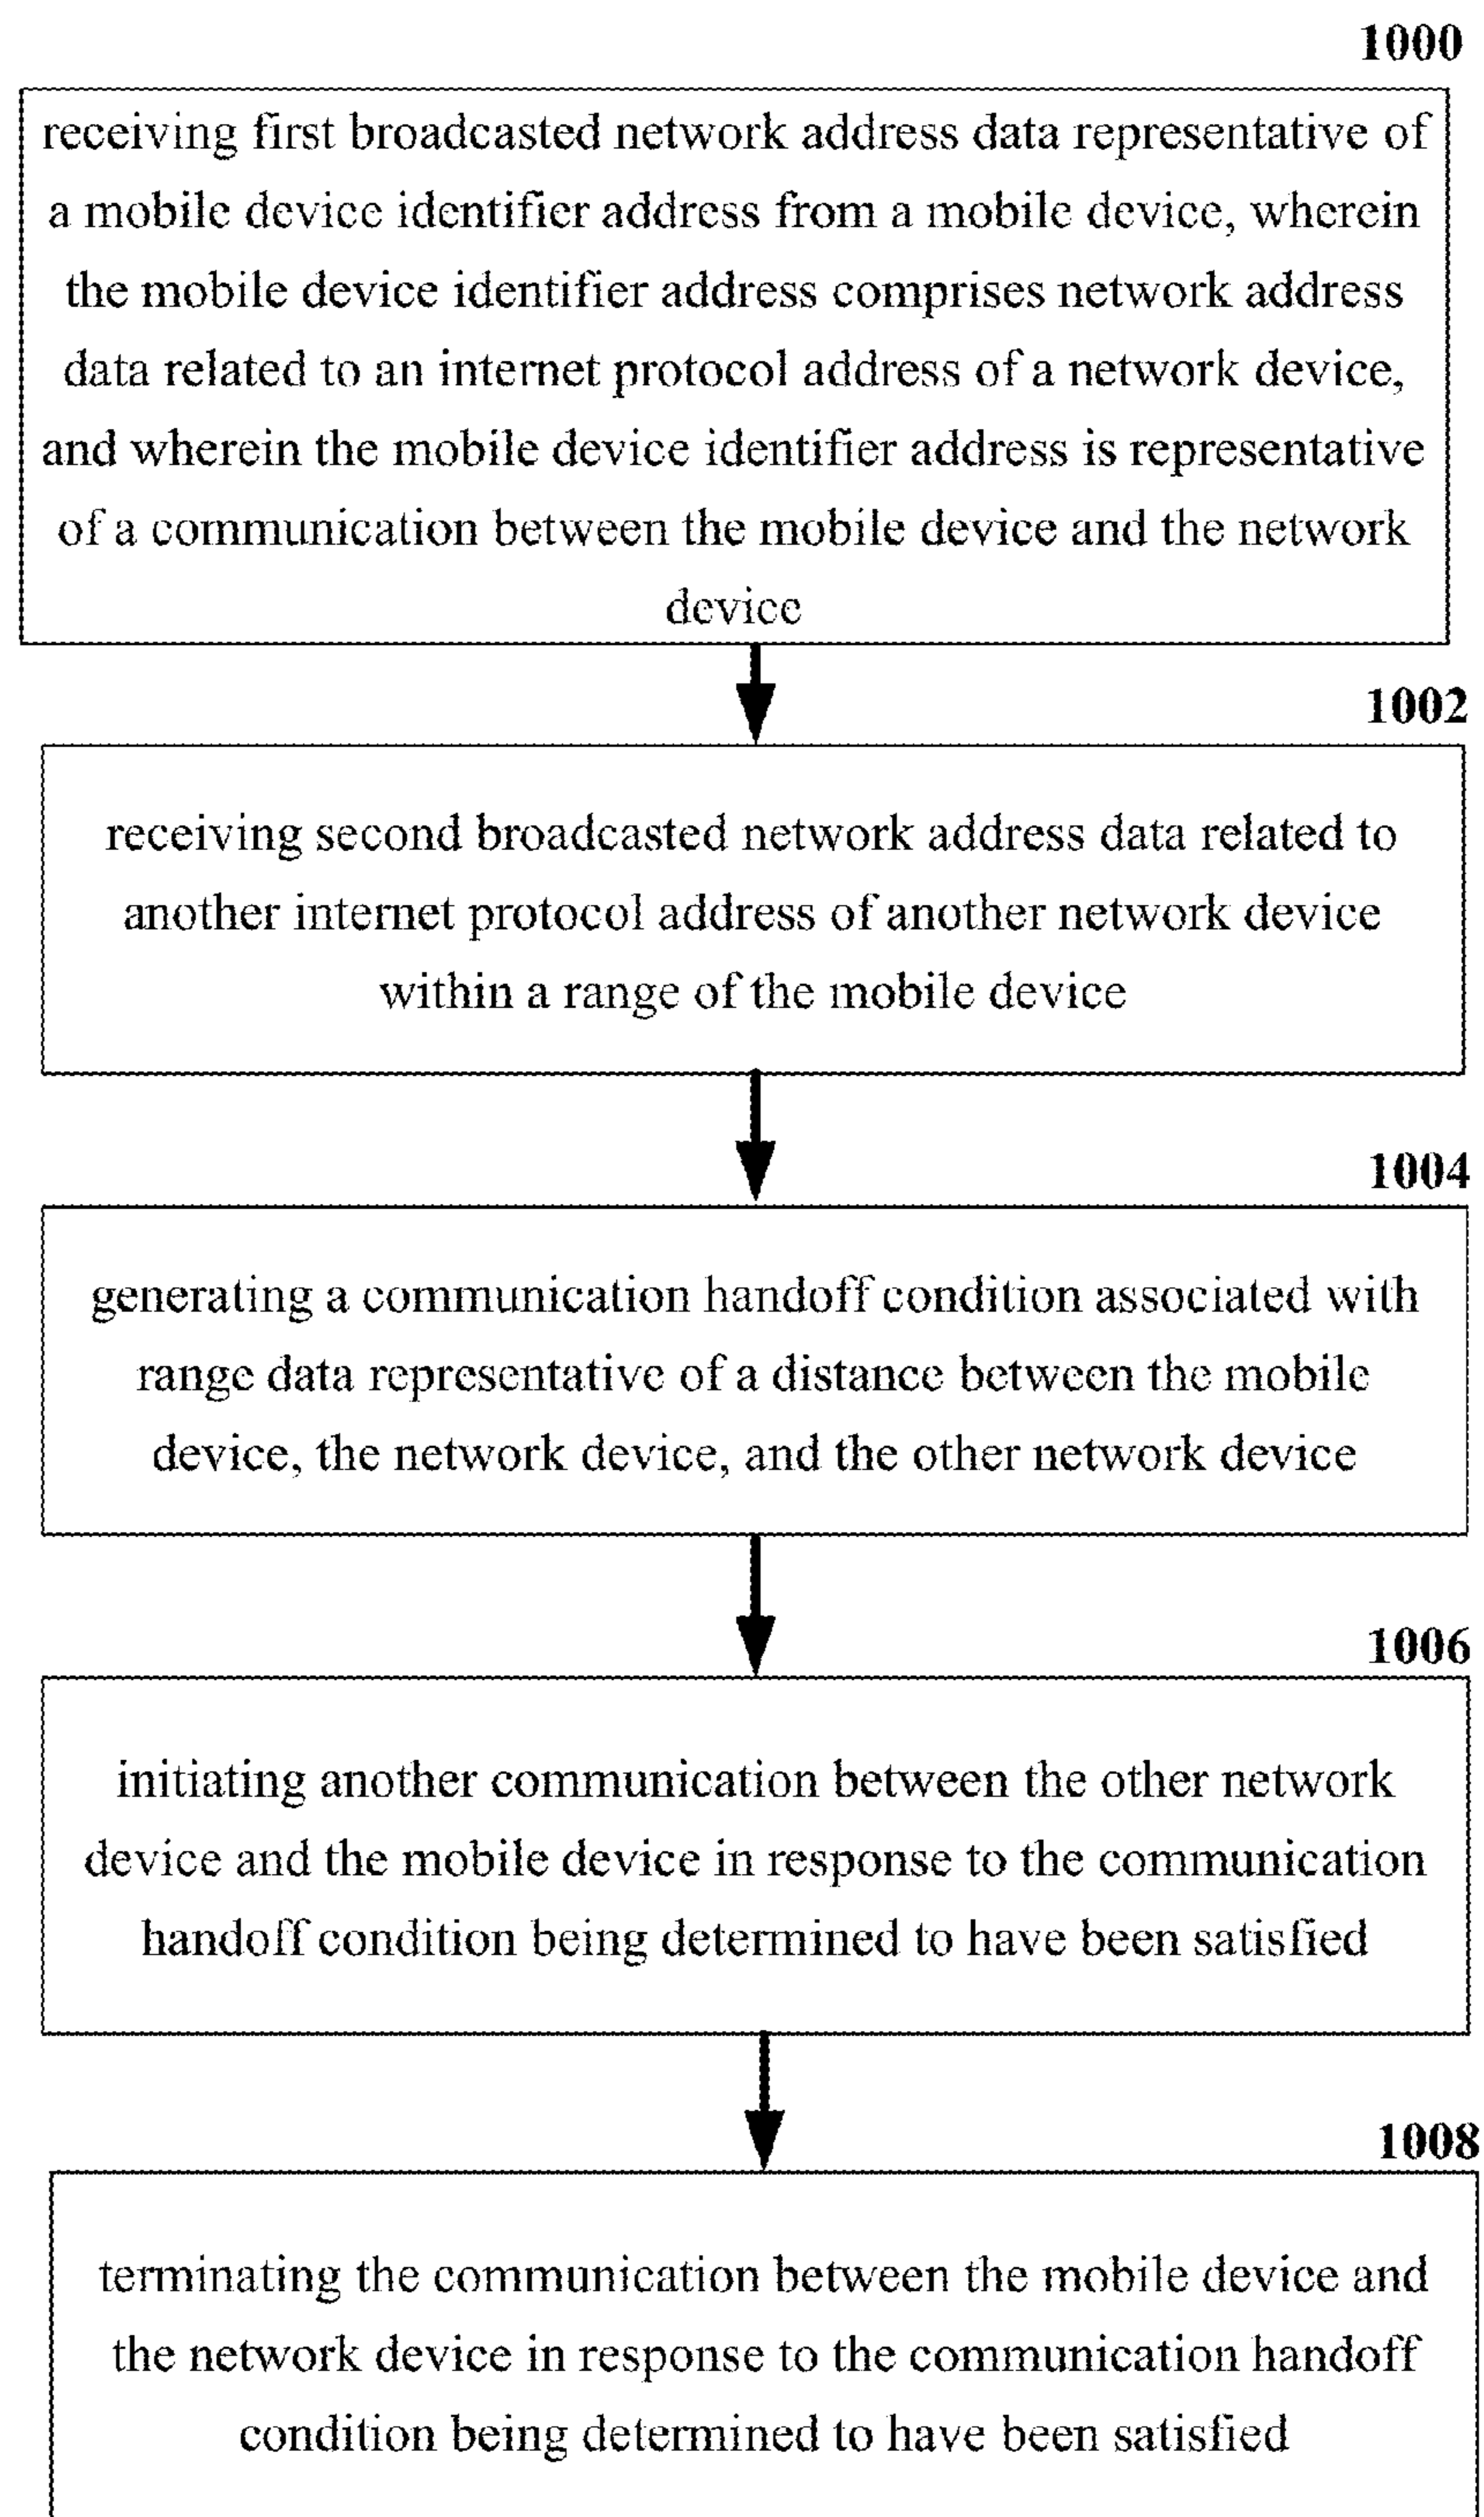 1000
receiving first broadcasted network address data representative of
a mobile device identifier address from a mobile device, wherein
the mobile device identifier address comprises network address
data related to an internet protocol address of a network device,
and wherein the mobile device identifier address is representative
of a communication between the mobile device and the network
device
1002
receiving second broadcasted network address data related to
another internet protocol address of another network device
within a range of the mobile device
1004
generating a communication handoff condition associated with
range data representative of a distance between the mobile
device, the network device, and the other network device
1006
initiating another communication between the other network
device and the mobile device in response to the communication
handoff condition being determined to have been satisfied
1008
terminating the communication between the mobile device and
the network device in response to the communication handoff
condition being determined to have been satisfied